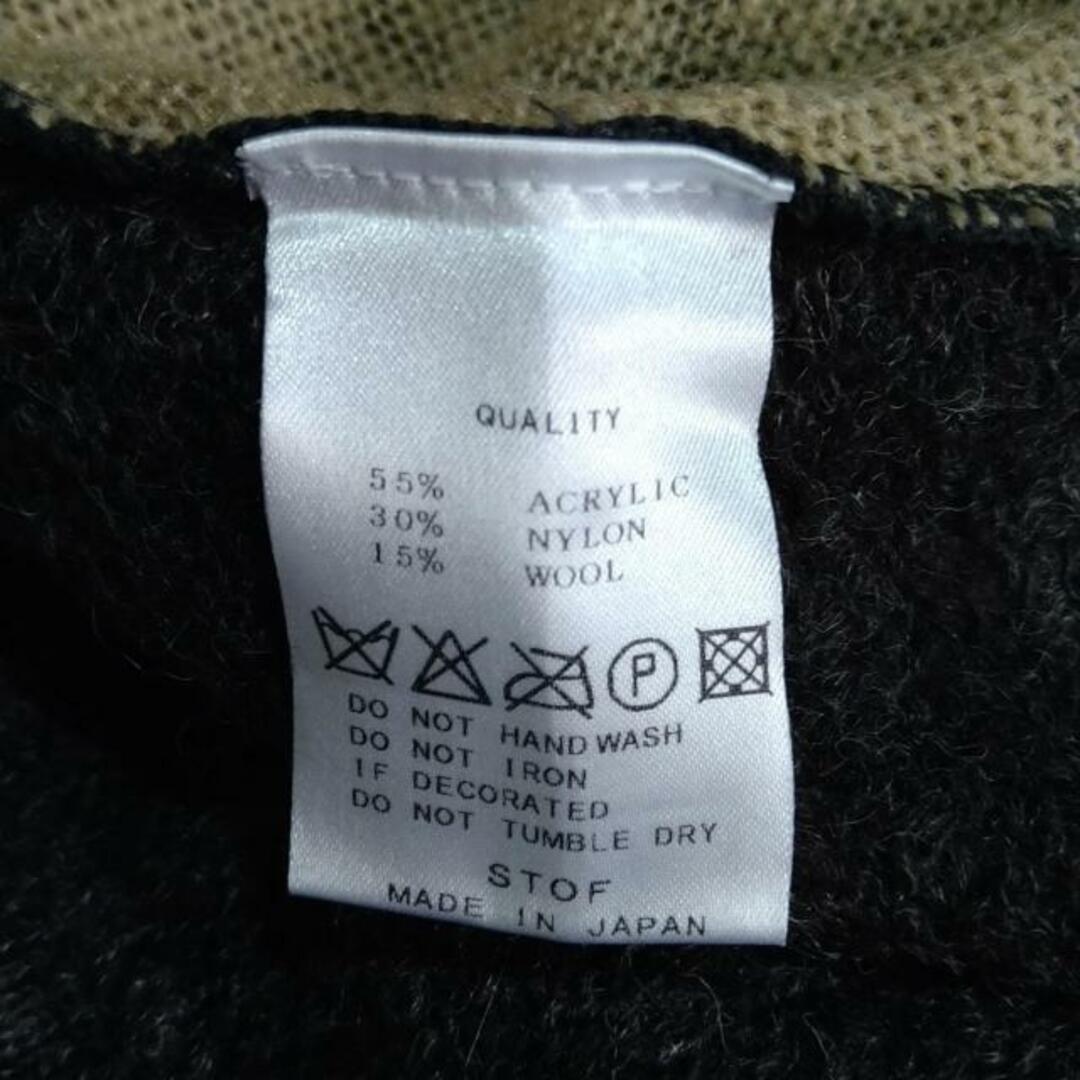 QUALITY
55% ACRYLIC
30% NYLON
15% WOOL
P
DO NOT HAND WASH
DO NOT IRON
IF DECORATED
DO NOT TUMBLE DRY
STOF
MADE IN JAPAN